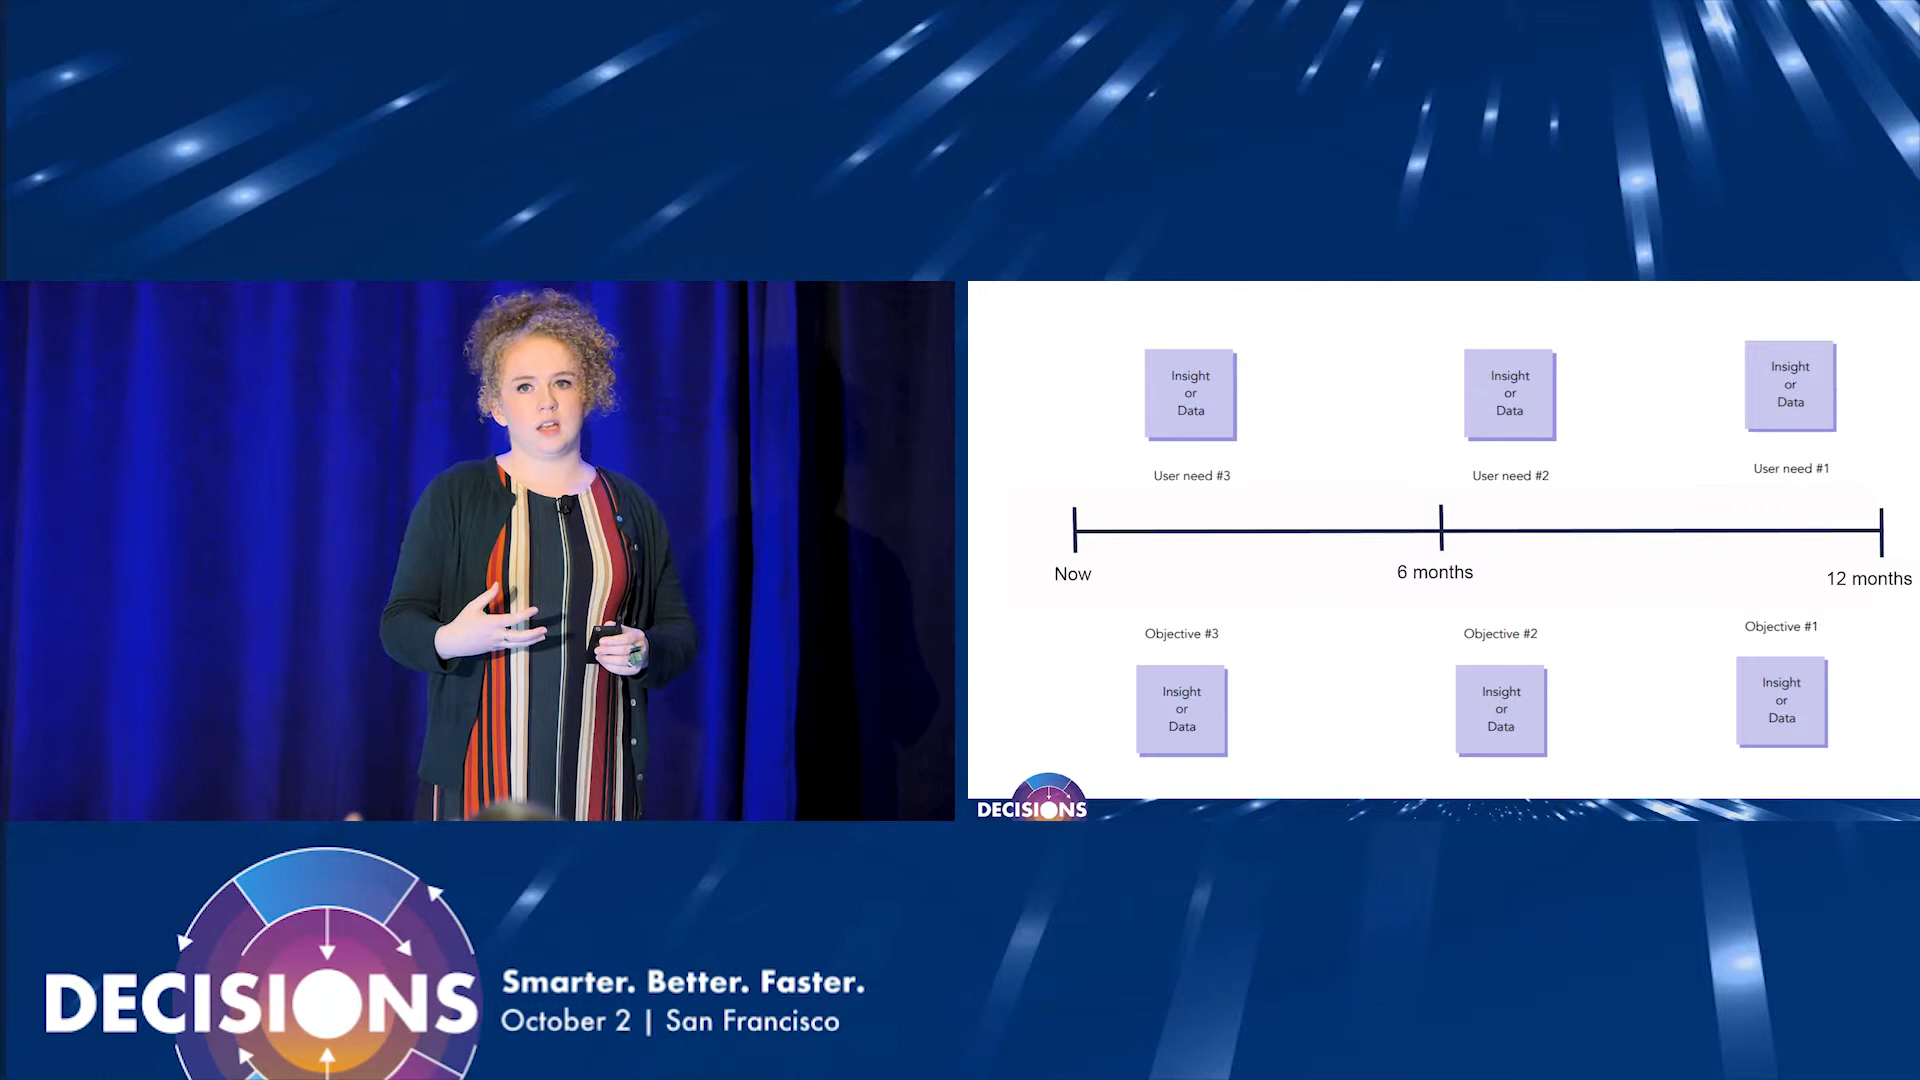 Insight
or
Data
Insight
or
Data
Insight
or
Data
User need #3
User need #2
User need #1
Now
6 months
12 months
Objective #3
Objective #2
Objective #1
Insight
or
Data
Insight
or
Data
Insight
or
Data
DECISIONS
DECISIONS
Smarter. Better. Faster.
October 2 | San Francisco